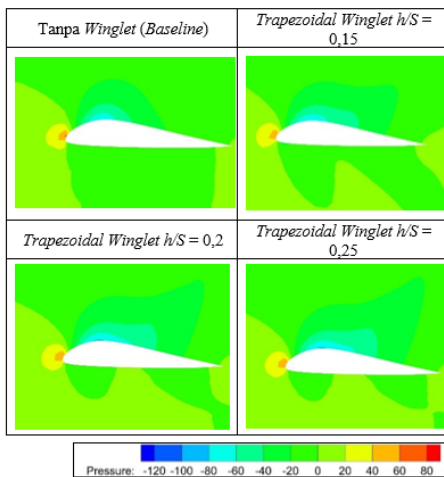 Tanpa Winglet (Baseline)
Trapezoidal Winglet h/S =
0,15
Trapezoidal Winglet h/S = 0,2
Trapezoidal Winglet h/S =
0,25
Pressure: -120 -100 -80 -60 -40 -20 0 20 40 60 80